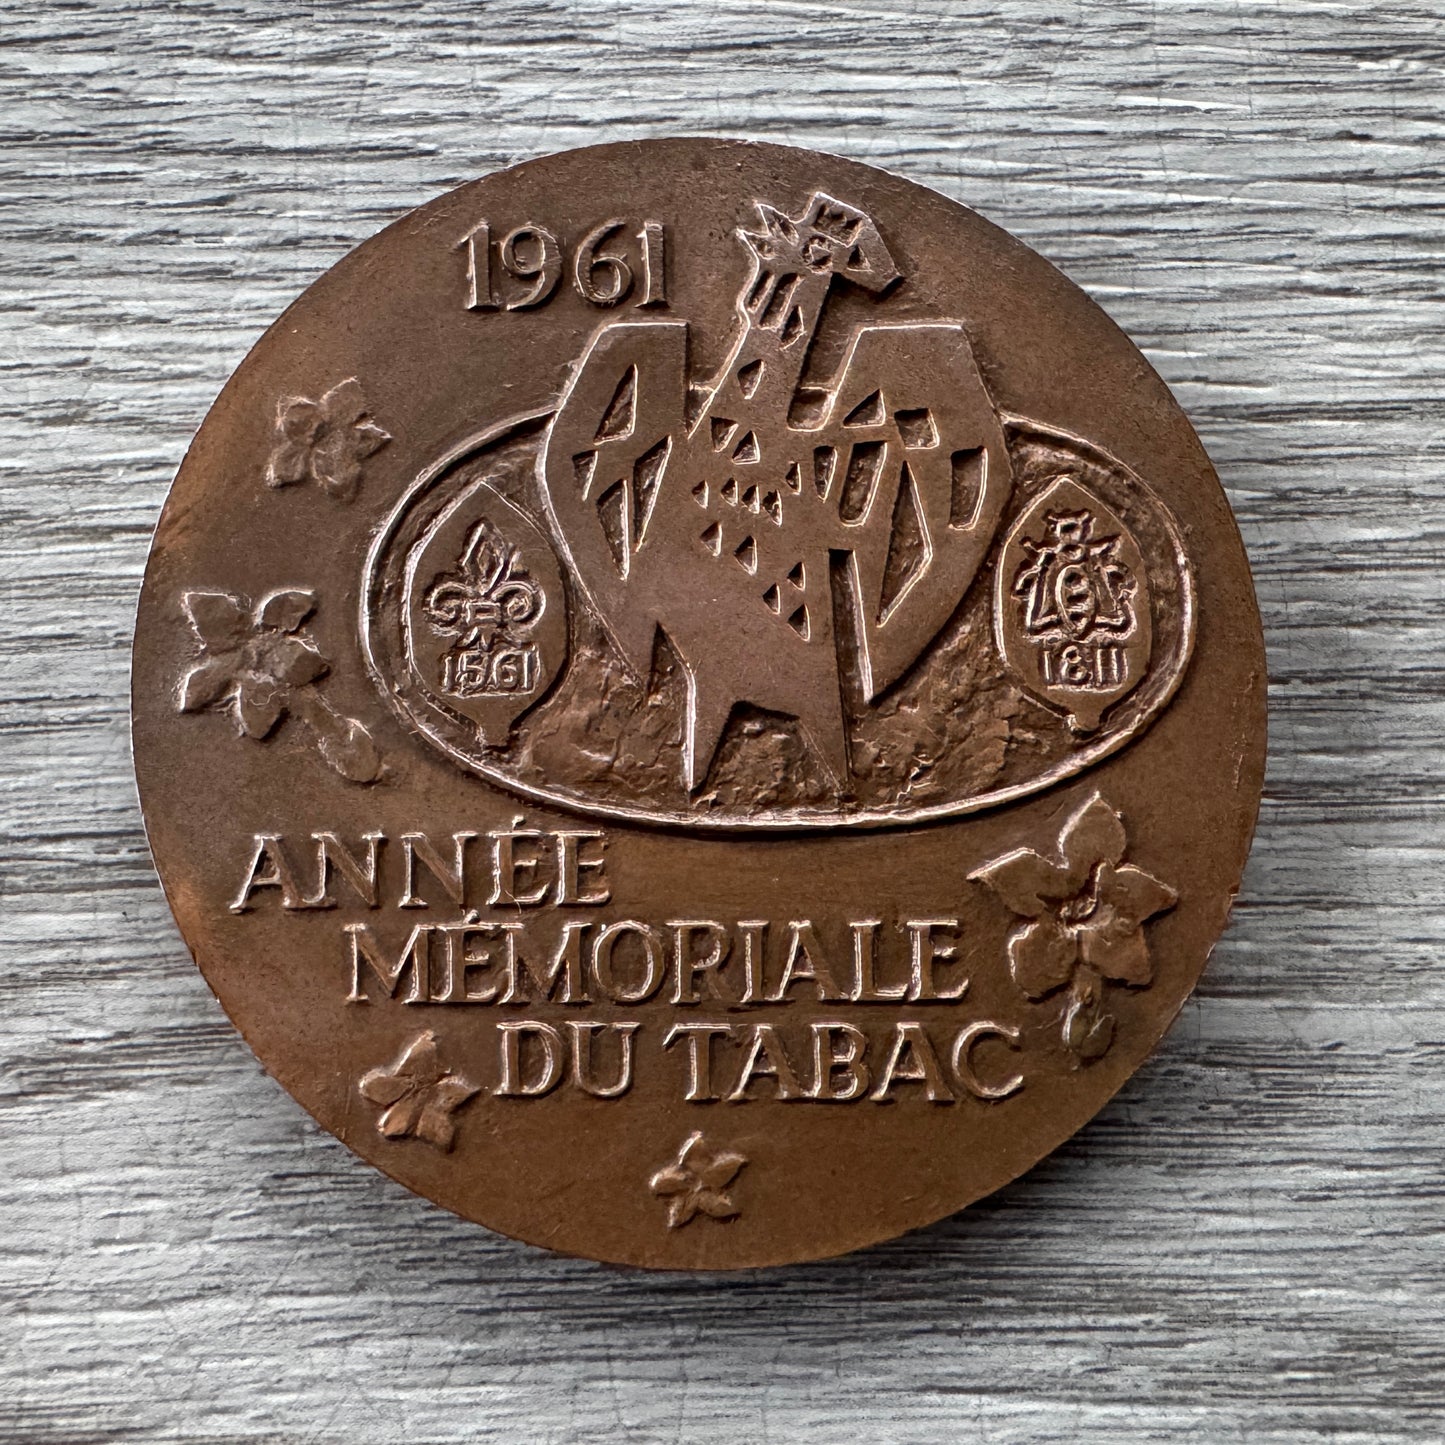 1961
1561
1811
ANNÉE
MÉMORIALE
DU TABAC